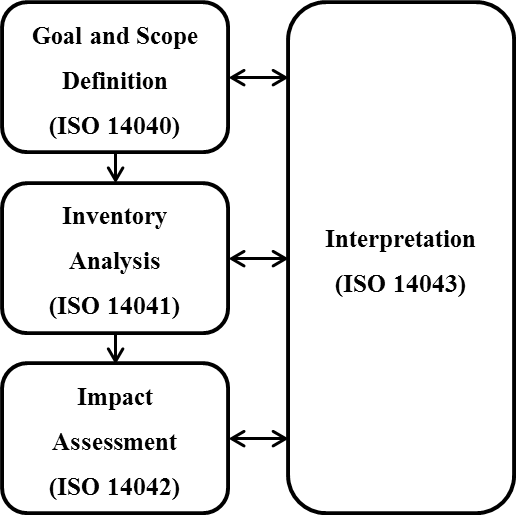 Goal and Scope
Definition
(ISO 14040)
Inventory
Analysis
(ISO 14041)
Impact
Assessment
(ISO 14042)
Interpretation
(ISO 14043)